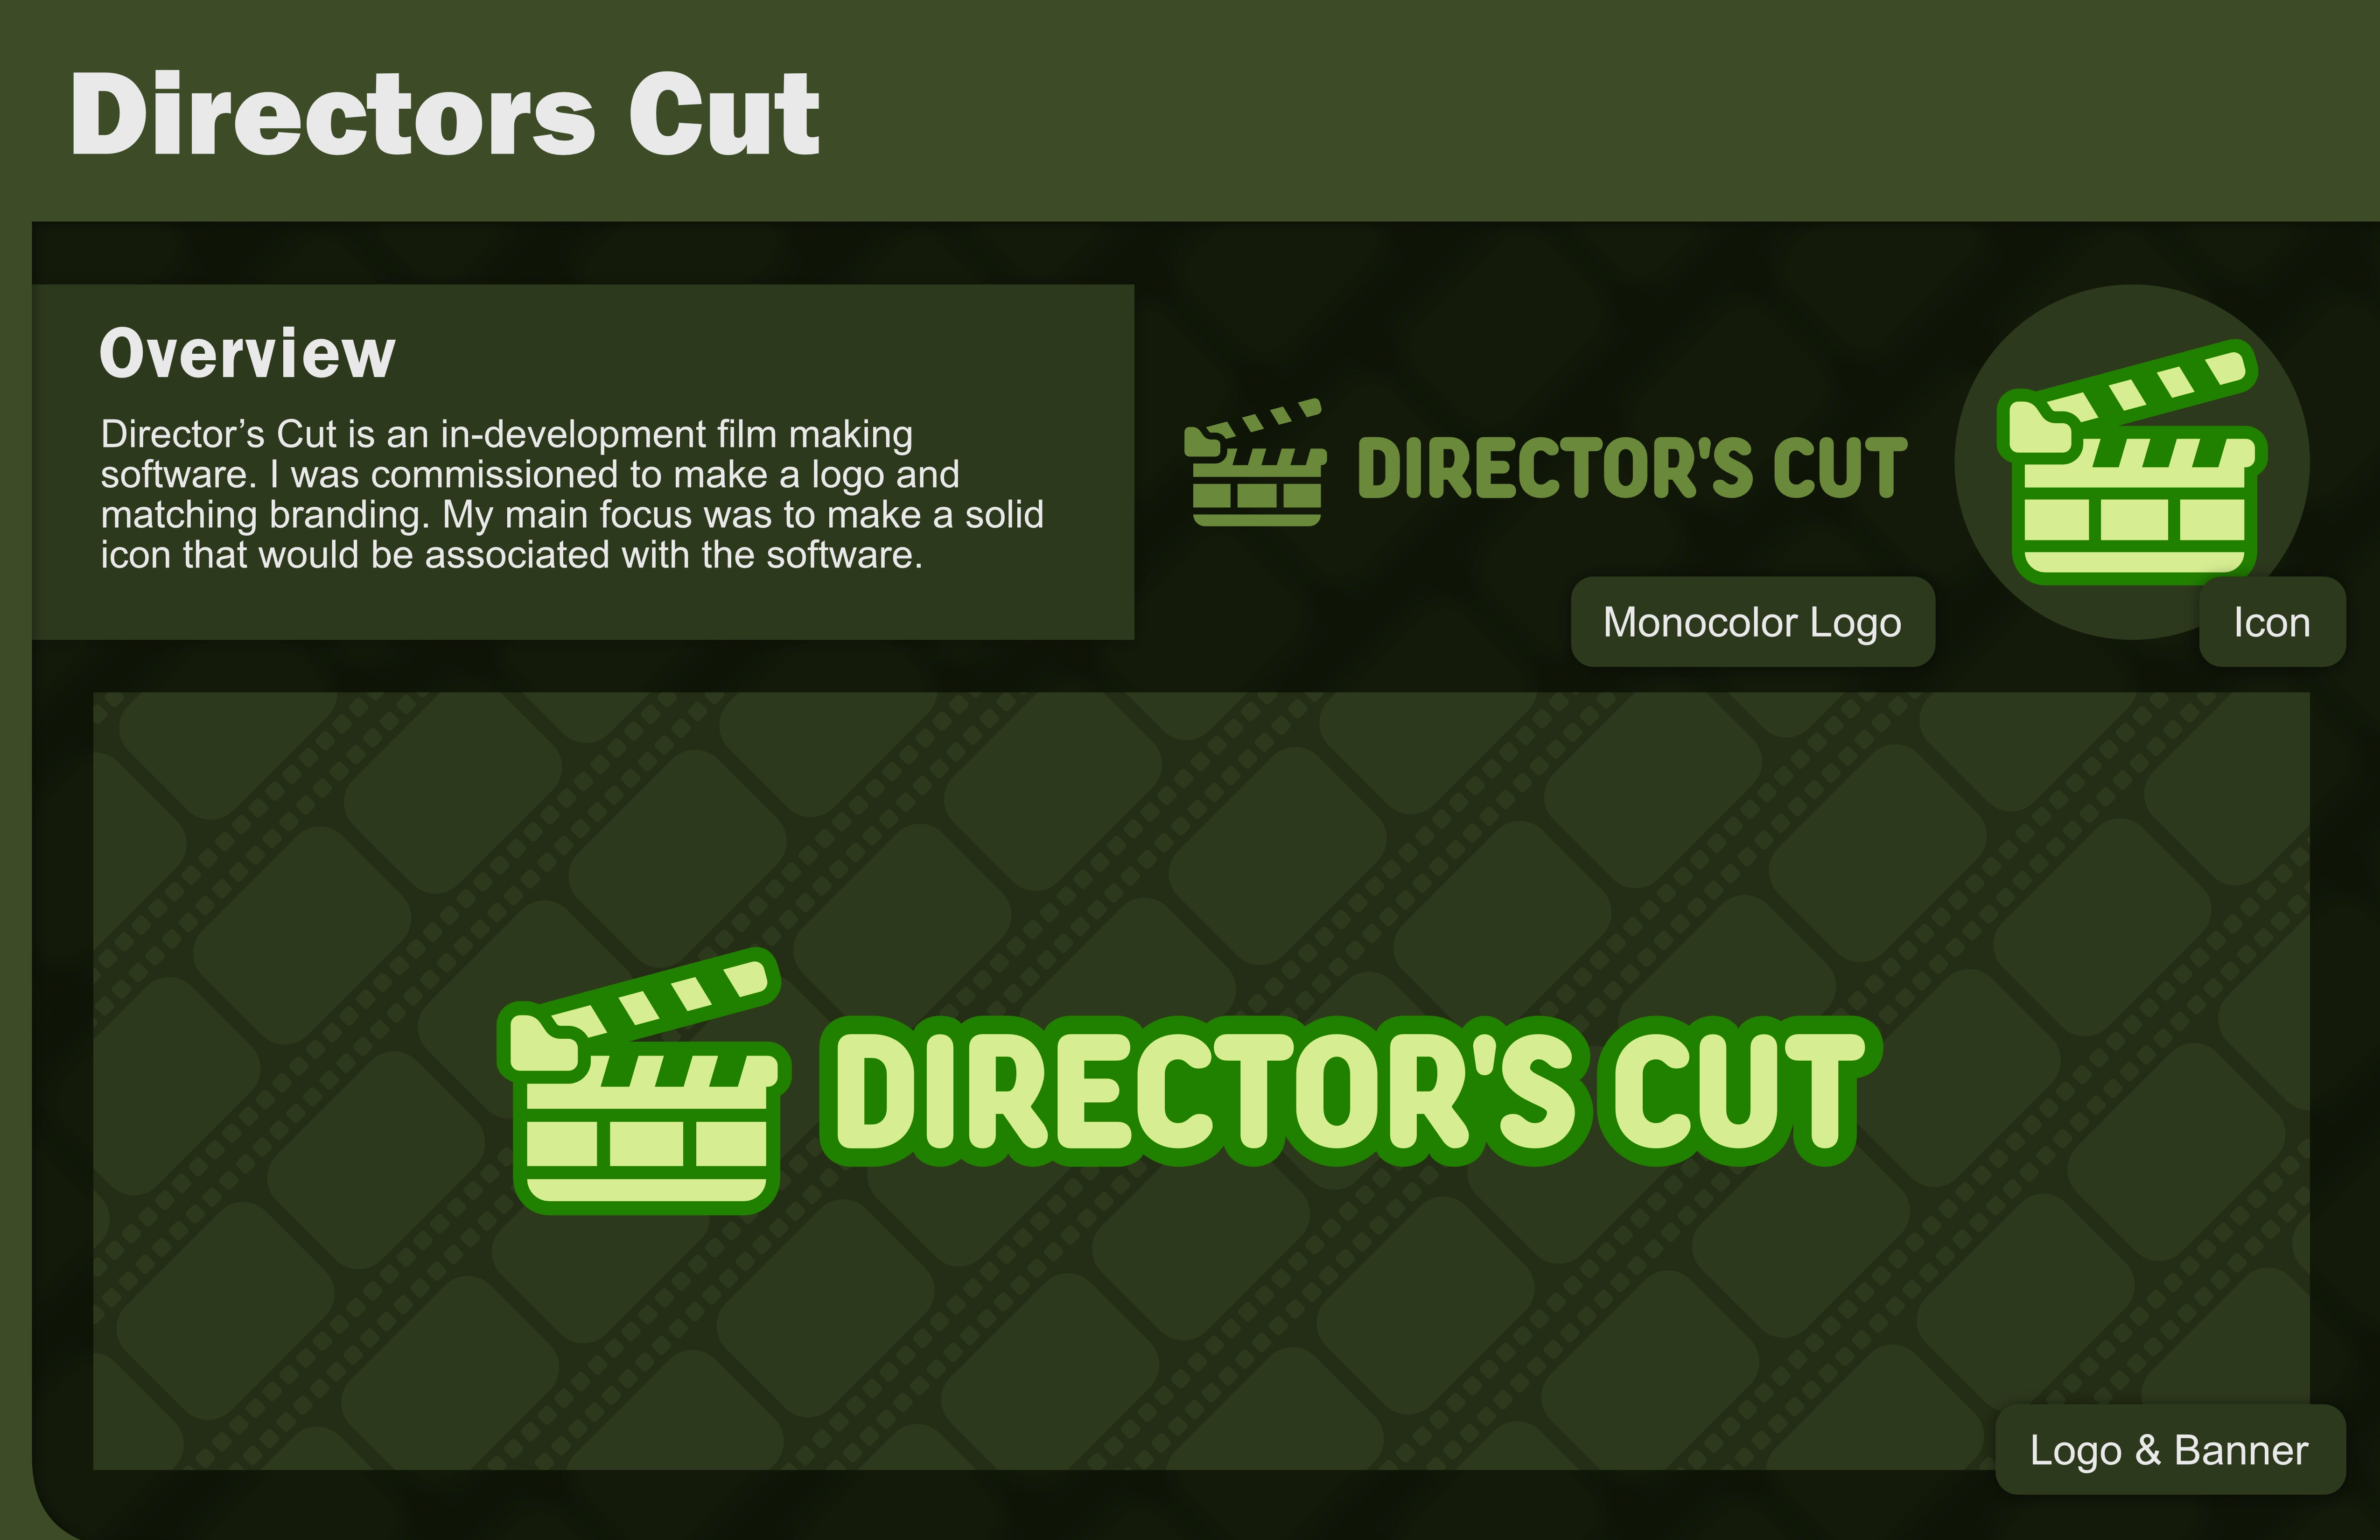 Directors Cut
Overview
Director’s Cut is an in-development film making
software. I was commissioned to make a logo and
matching branding. My main focus was to make a solid
icon that would be associated with the software.
DIRECTOR'S CUT
Monocolor Logo
Icon
DIRECTOR'S CUT
Logo & Banner